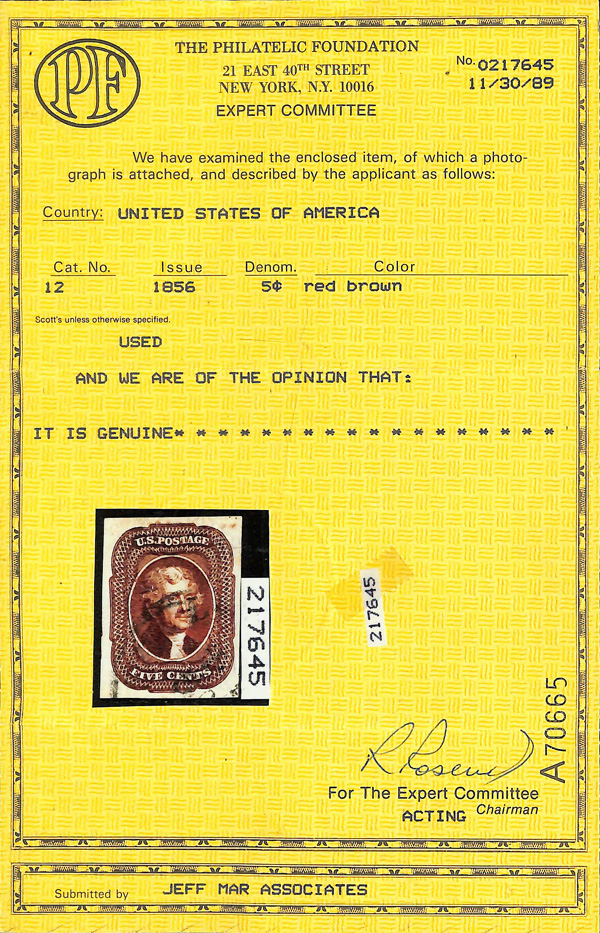 PF
THE PHILATELIC FOUNDATION
21 EAST 40TH STREET
NEW YORK, N.Y. 10016
EXPERT COMMITTEE
No. 0217645
11/30/89
We have examined the enclosed item, of which a photo-
graph is attached, and described by the applicant as follows:
Country: UNITED STATES OF AMERICA
Cat. No. Issue Denom. Color
12 1856 5¢ red brown
Scott's unless otherwise specified.
USED
AND WE ARE OF THE OPINION THAT:
IT IS GENUINE* * * * * * * * * * * * * * * * * * *
U.S. POSTAGE
FIVE CENTS
217645
217645
A70665
For The Expert Committee
ACTING Chairman
Submitted by JEFF MAR ASSOCIATES